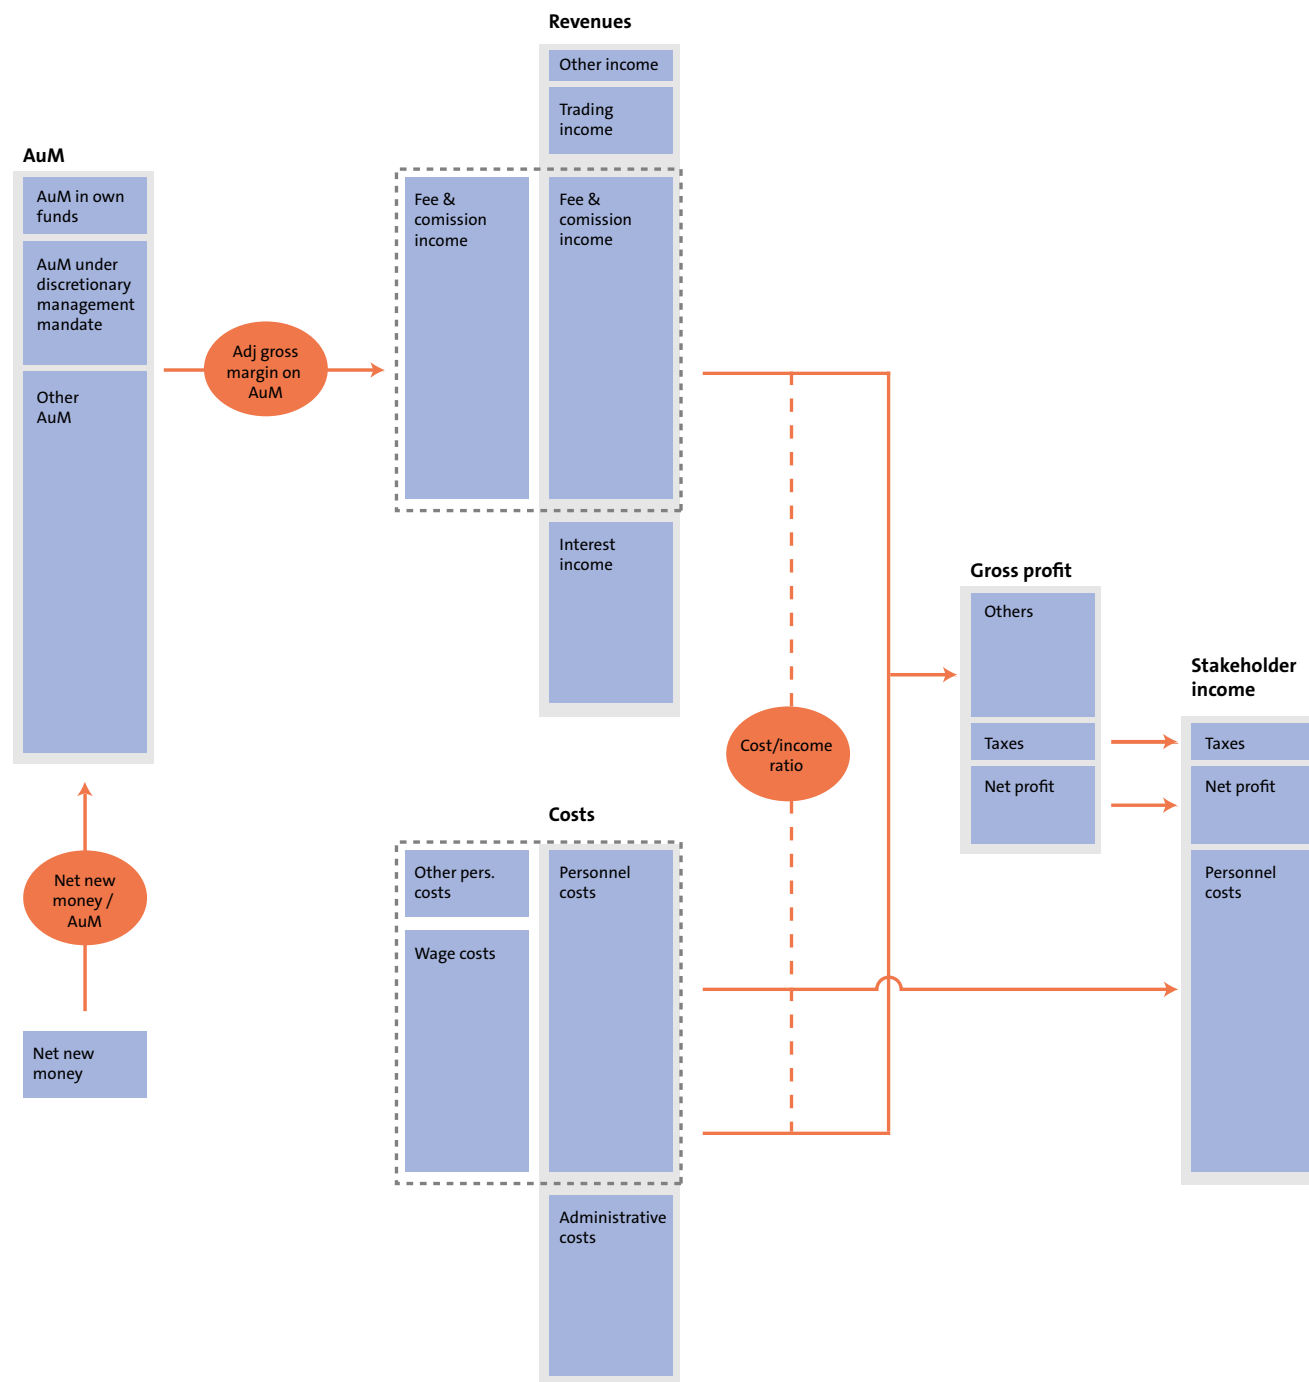 Revenues
Other income
Trading
income
Fee &
comission
income
Fee &
comission
income
Interest
income
AuM
AuM in own
funds
AuM under
discretionary
management
mandate
Other
AuM
Adj gross
margin on
AuM
Net new
money /
AuM
Net new
money
Costs
Other pers.
costs
Wage costs
Personnel
costs
Administrative
costs
Cost/income
ratio
Gross profit
Others
Taxes
Net profit
Stakeholder
income
Taxes
Net profit
Personnel
costs